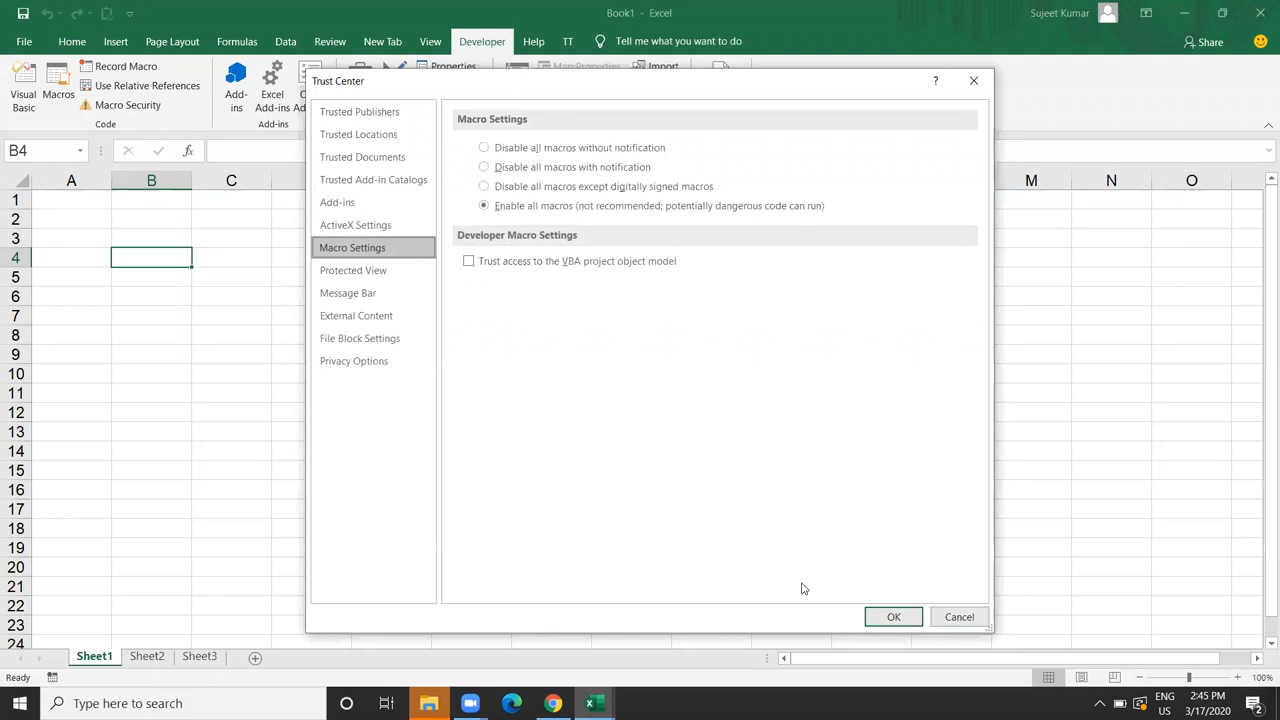 Book1 - Excel
Sujeet Kumar
File Home Insert Page Layout Formulas Data Review New Tab View Developer Help TT Tell me what you want to do Share
Visual Basic
Macros
Record Macro
Use Relative References
Macro Security
Code
Add-ins
Excel Add-ins
Add-ins
Properties
Map Properties
Import
B4
fx
A B C M N O
1
2
3
4
5
6
7
8
9
10
11
12
13
14
15
16
17
18
19
20
21
22
23
24
Trust Center
?
Trusted Publishers
Trusted Locations
Trusted Documents
Trusted Add-in Catalogs
Add-ins
ActiveX Settings
Macro Settings
Protected View
Message Bar
External Content
File Block Settings
Privacy Options
Macro Settings
Disable all macros without notification
Disable all macros with notification
Disable all macros except digitally signed macros
Enable all macros (not recommended; potentially dangerous code can run)
Developer Macro Settings
Trust access to the VBA project object model
OK Cancel
Sheet1 Sheet2 Sheet3
Ready
100%
Type here to search
ENG
US
2:45 PM
3/17/2020
2